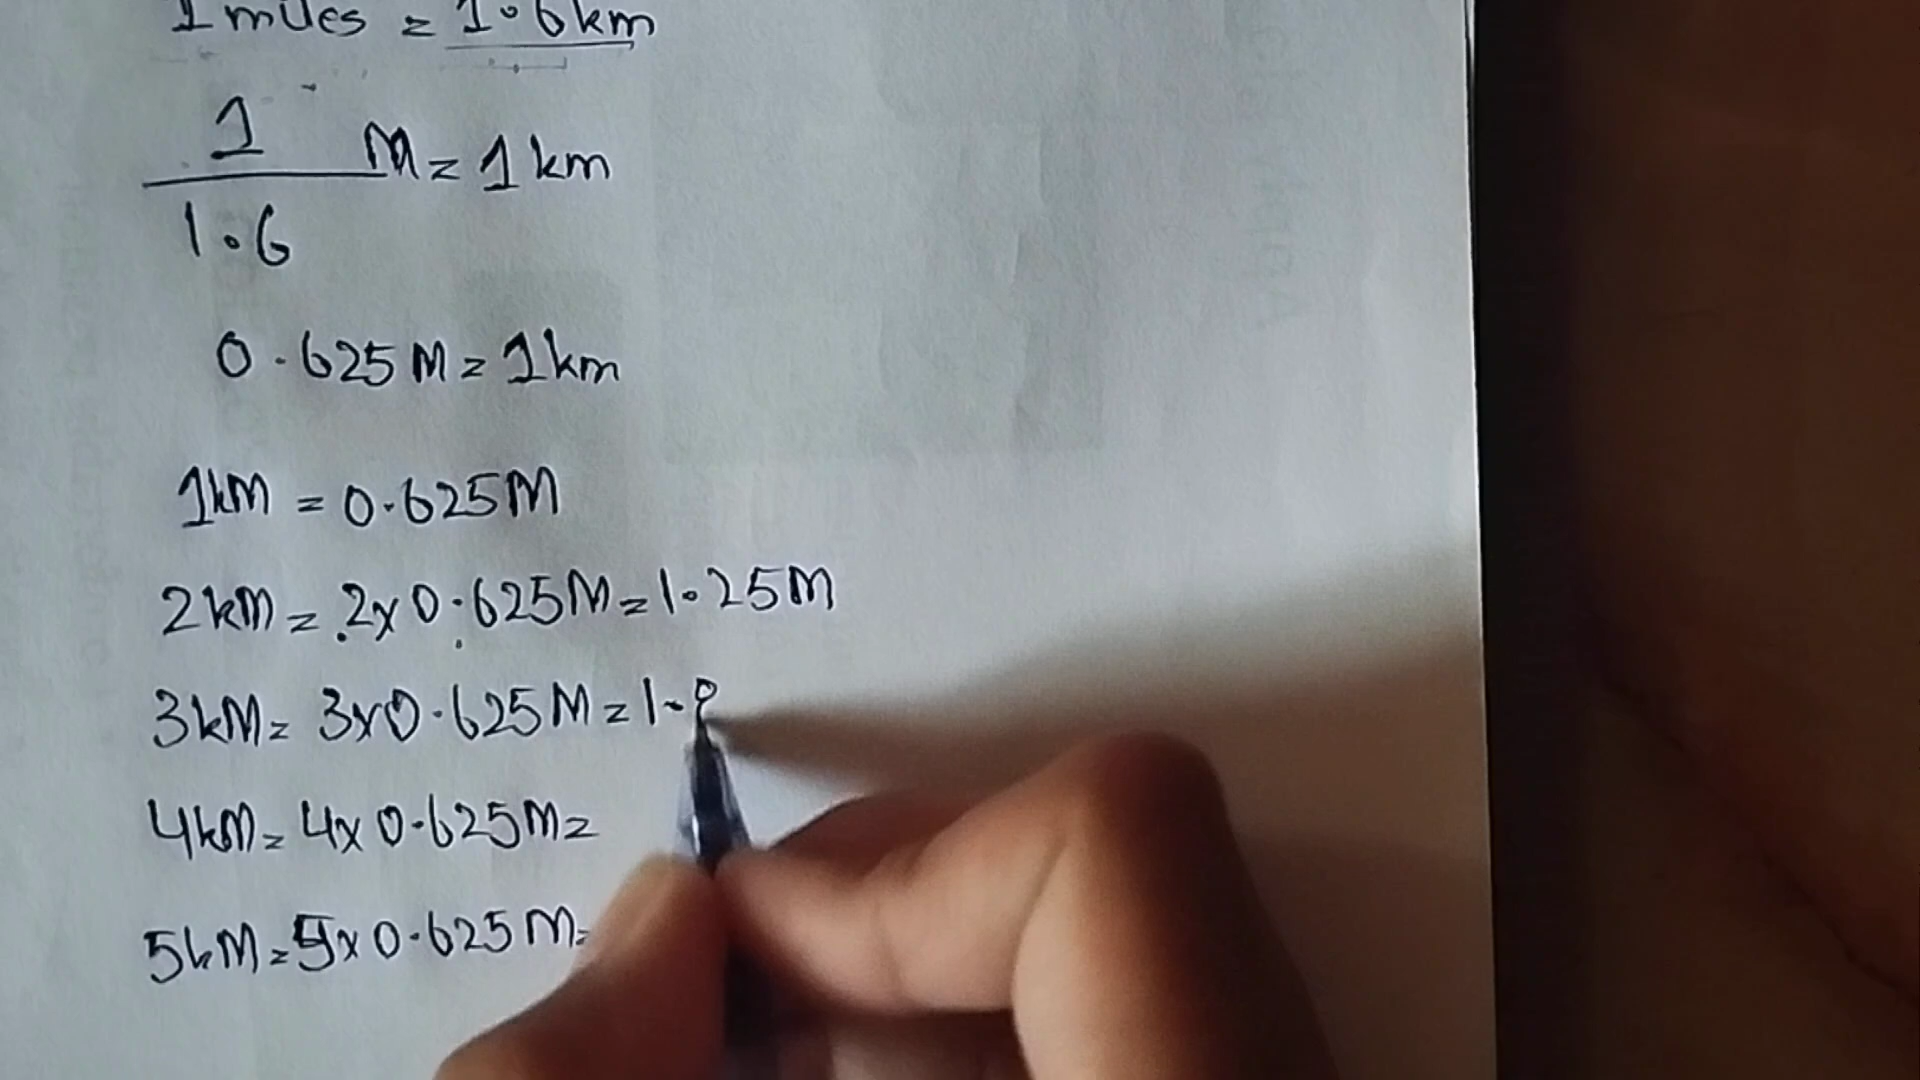 1 miles = 1.6km
1
M = 1 km
1.6
0.625 M = 1km
1kM = 0.625M
2kM = 2x0.625M = 1.25M
3kM = 3x0.625M = 1.8
4kM = 4x0.625M =
5kM = 5x0.625M =